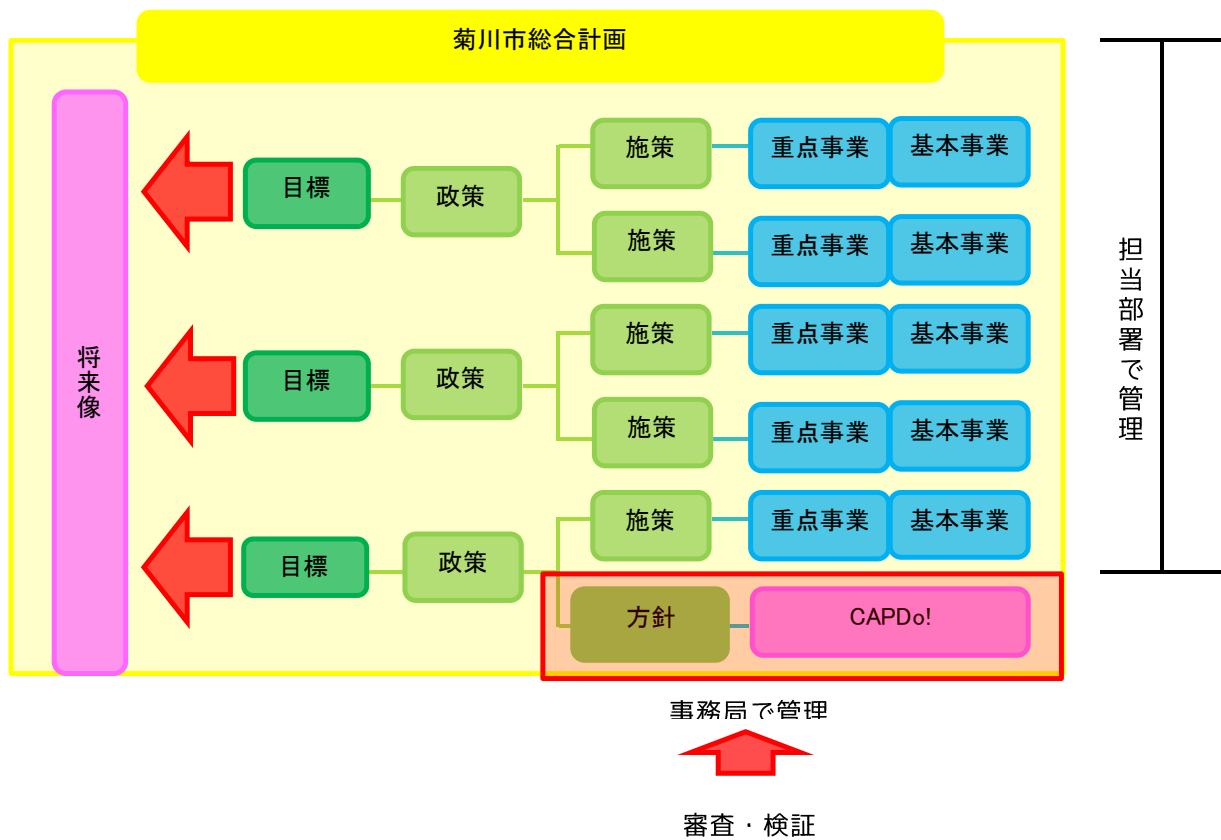 菊川市総合計画
将来像
目標
政策
施策
重点事業
基本事業
施策
重点事業
基本事業
目標
政策
施策
重点事業
基本事業
施策
重点事業
基本事業
目標
政策
施策
重点事業
基本事業
方針
CAPDo!
担当部署で管理
事務局で管理
審査・検証